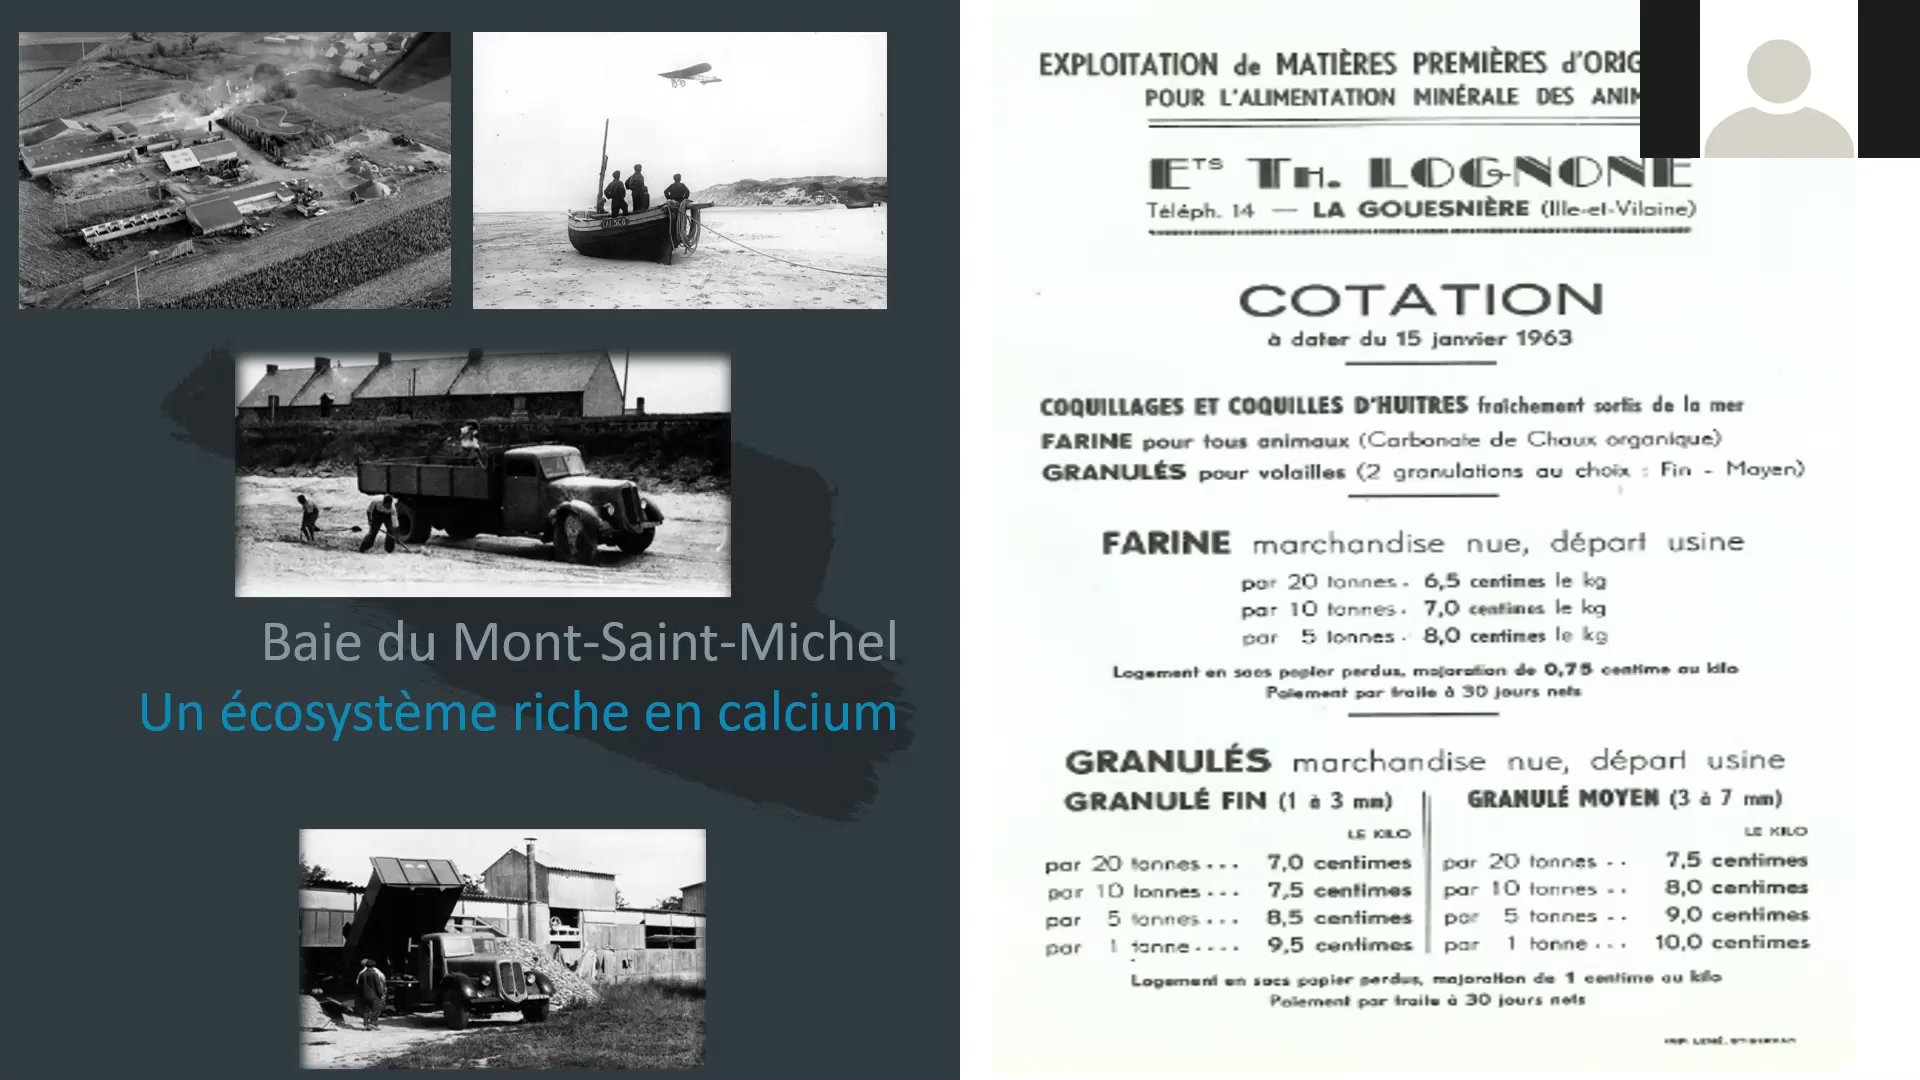 Baie du Mont-Saint-Michel
Un écosystème riche en calcium
EXPLOITATION de MATIÈRES PREMIÈRES
POUR L'ALIMENTATION MINÉRALE DES
ETS TH. LOGNONÉ
Téléph. 14 — LA GOUESNIÈRE (Ille-et-Vilaine)
COTATION
à dater du 15 janvier 1963
COQUILLAGES ET COQUILLES D'HUITRES fraîchement sortis de la mer
FARINE pour tous animaux (Carbonate de Chaux organique)
GRANULÉS pour volailles (2 granulations au choix : Fin - Moyen)
FARINE marchandise nue, départ usine
par 20 tonnes. 6,5 centimes le kg
par 10 tonnes. 7,0 centimes le kg
par 5 tonnes. 8,0 centimes le kg
Logement en sacs papier perdus, majoration de 0,75 centime au kilo
Paiement par traite à 30 jours nets
GRANULÉS marchandise nue, départ usine
GRANULÉ FIN (1 à 3 mm)
LE KILO
par 20 tonnes... 7,0 centimes
par 10 tonnes... 7,5 centimes
par 5 tonnes... 8,5 centimes
par 1 tonne.... 9,5 centimes
GRANULÉ MOYEN (3 à 7 mm)
LE KILO
par 20 tonnes .. 7,5 centimes
par 10 tonnes .. 8,0 centimes
par 5 tonnes .. 9,0 centimes
par 1 tonne ... 10,0 centimes
Logement en sacs papier perdus, majoration de 1 centime au kilo
Paiement par traite à 30 jours nets